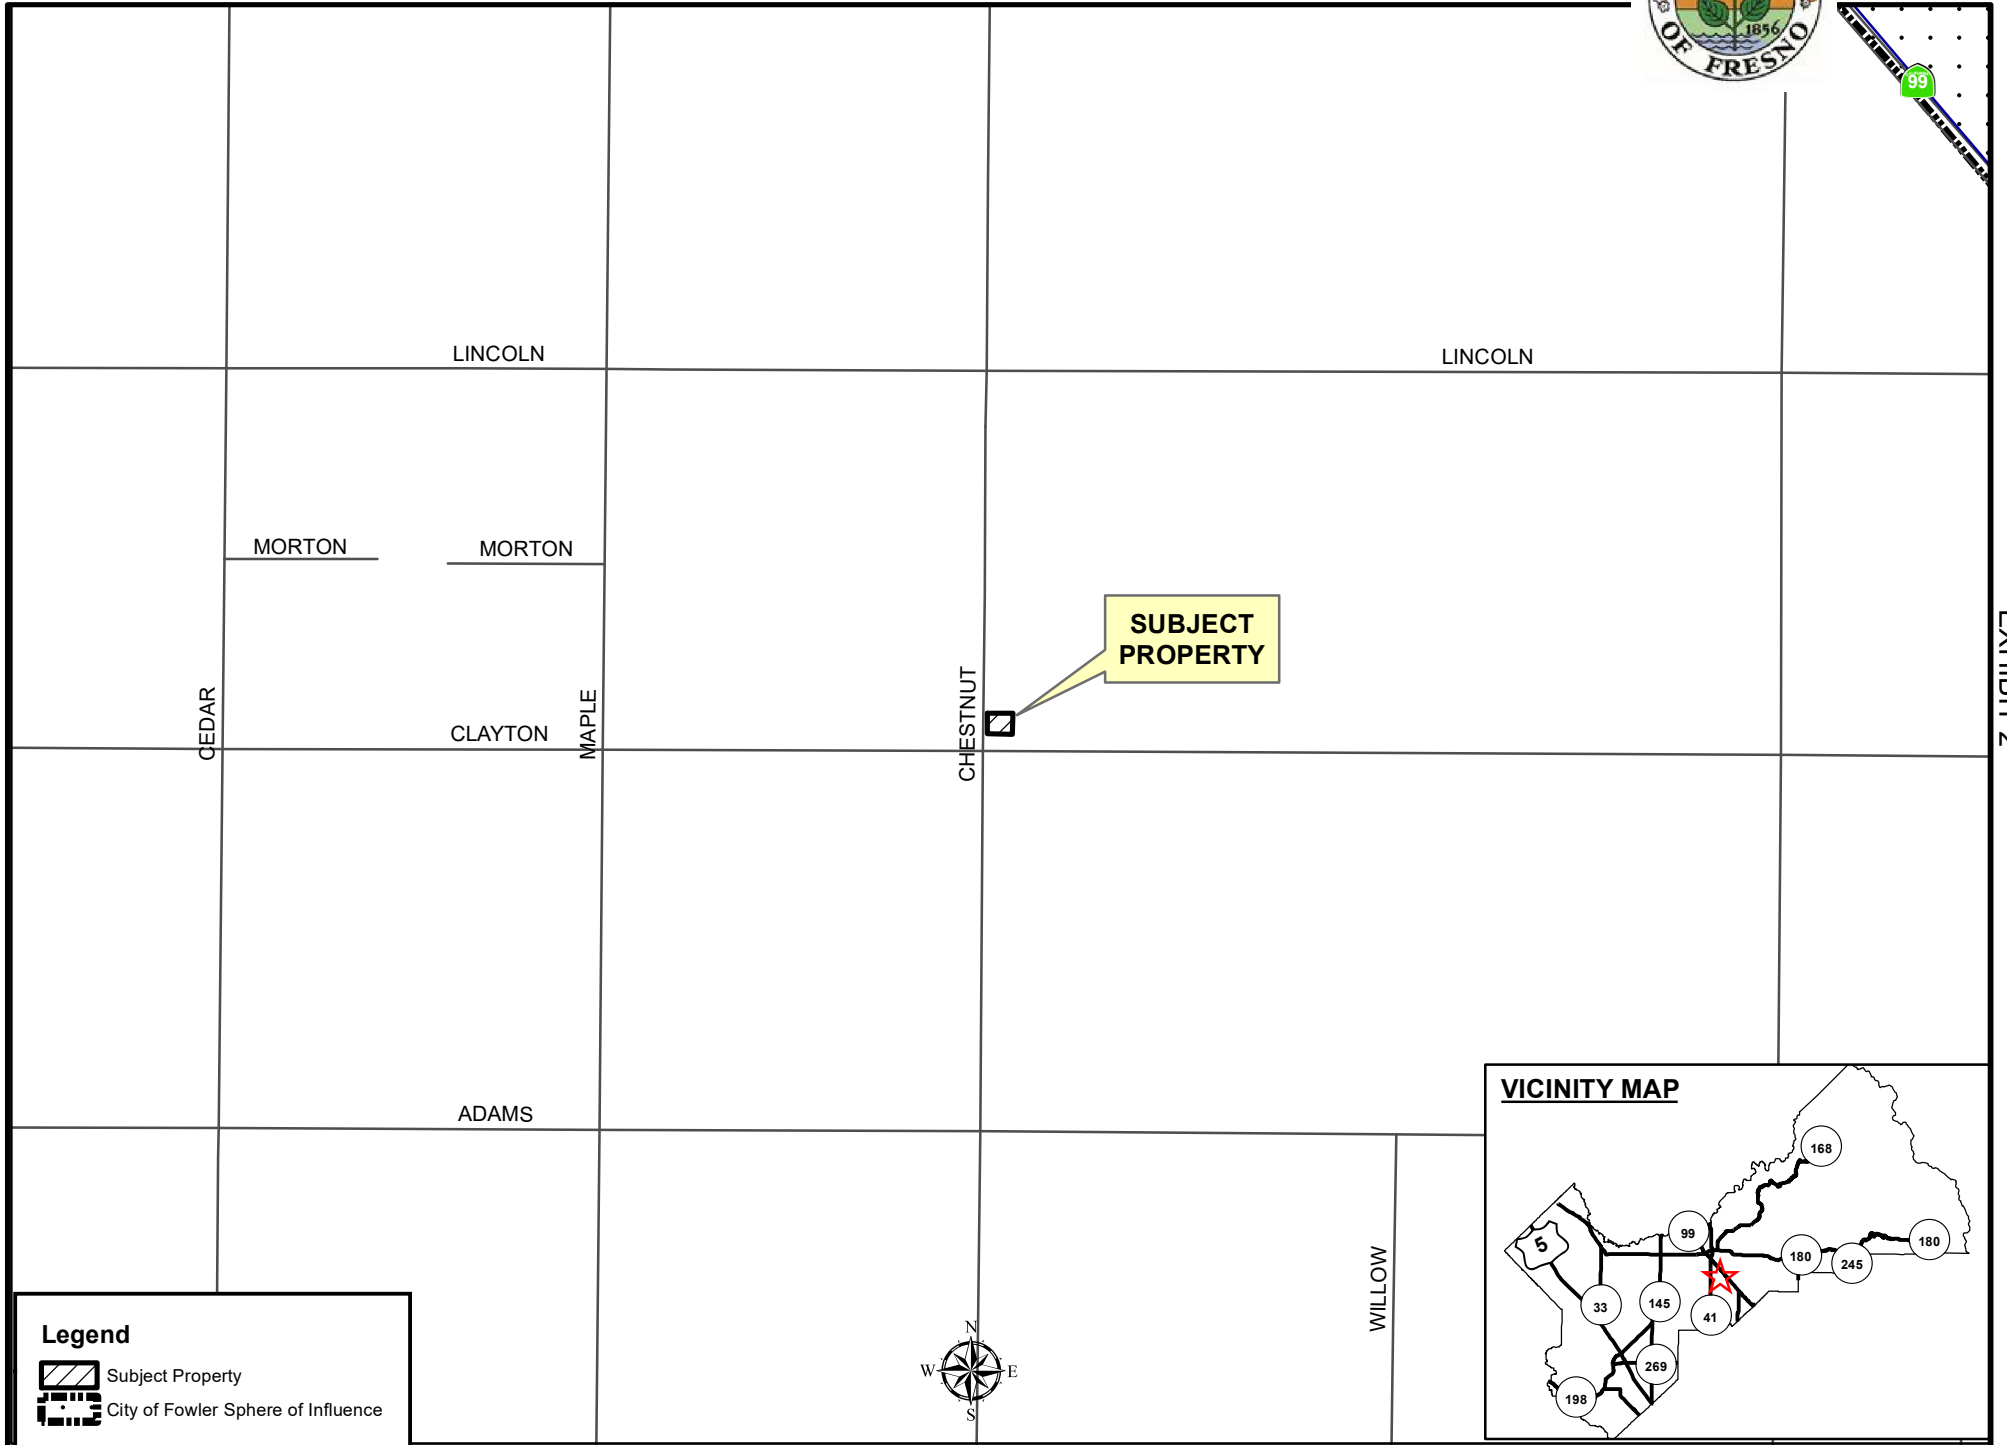 1856
OF FRESNO
99
LINCOLN
LINCOLN
MORTON
MORTON
SUBJECT
PROPERTY
CEDAR
MAPLE
CHESTNUT
CLAYTON
ADAMS
WILLOW
VICINITY MAP
168
99
5
180
245
180
33
145
41
269
198
Legend
Subject Property
City of Fowler Sphere of Influence
N
W
E
S